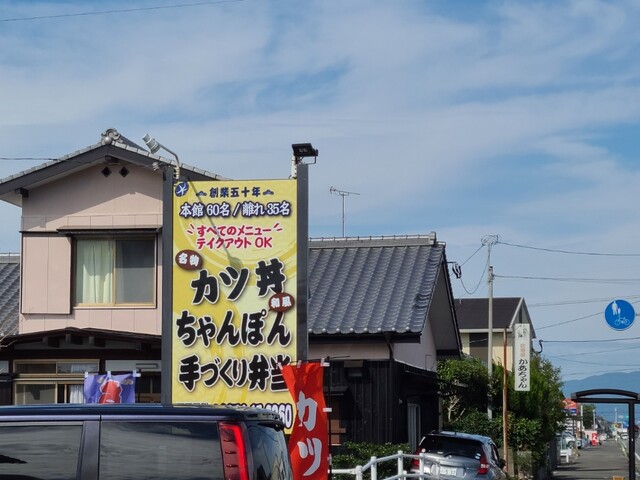 創業五十年
本館60名/離れ35名
すべてのメニュー
テイクアウトOK
名物
カツ丼
和風
ちゃんぽん
手づくり弁当
カツ
かあちゃん